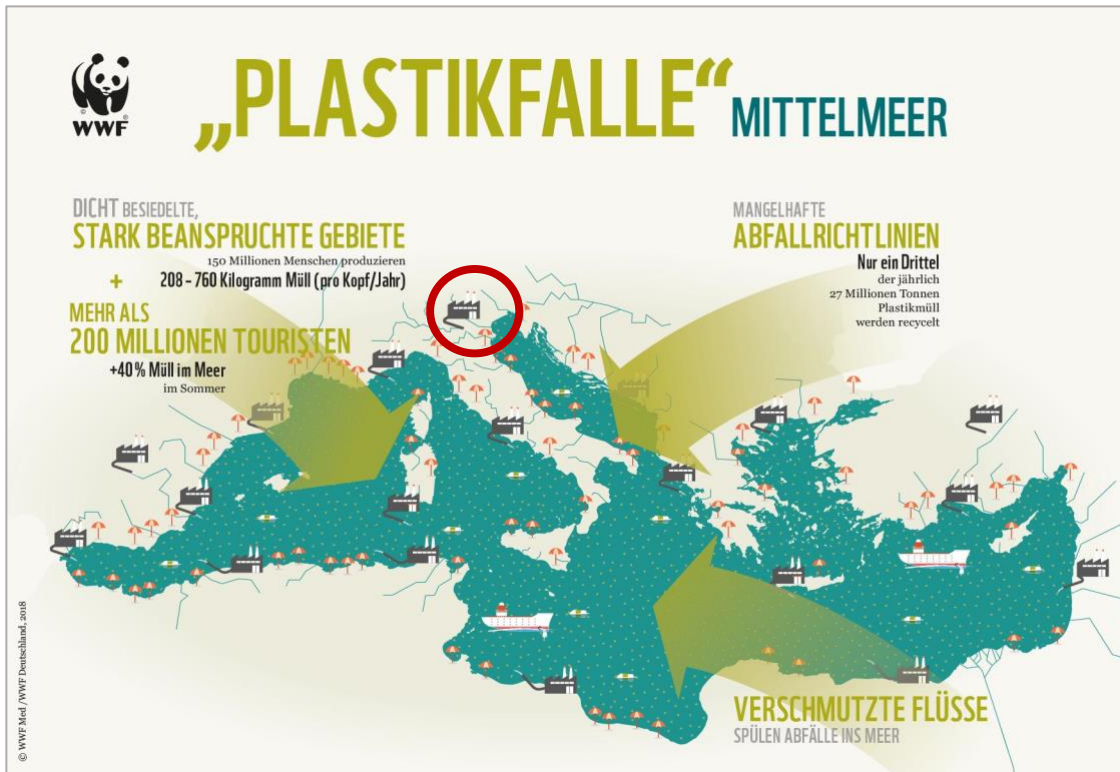 „PLASTIKFALLE“ MITTELMEER
WWF
DICHT BESIEDELTE,
STARK BEANSPRUCHTE GEBIETE
150 Millionen Menschen produzieren
208 – 760 Kilogramm Müll (pro Kopf/Jahr)
+
MEHR ALS
200 MILLIONEN TOURISTEN
+40 % Müll im Meer
im Sommer
MANGELHAFTE
ABFALLRICHTLINIEN
Nur ein Drittel
der jährlich
27 Millionen Tonnen
Plastikmüll
werden recycelt
VERSCHMUTZTE FLÜSSE
SPÜLEN ABFÄLLE INS MEER
© WWF Med /WWF Deutschland, 2018